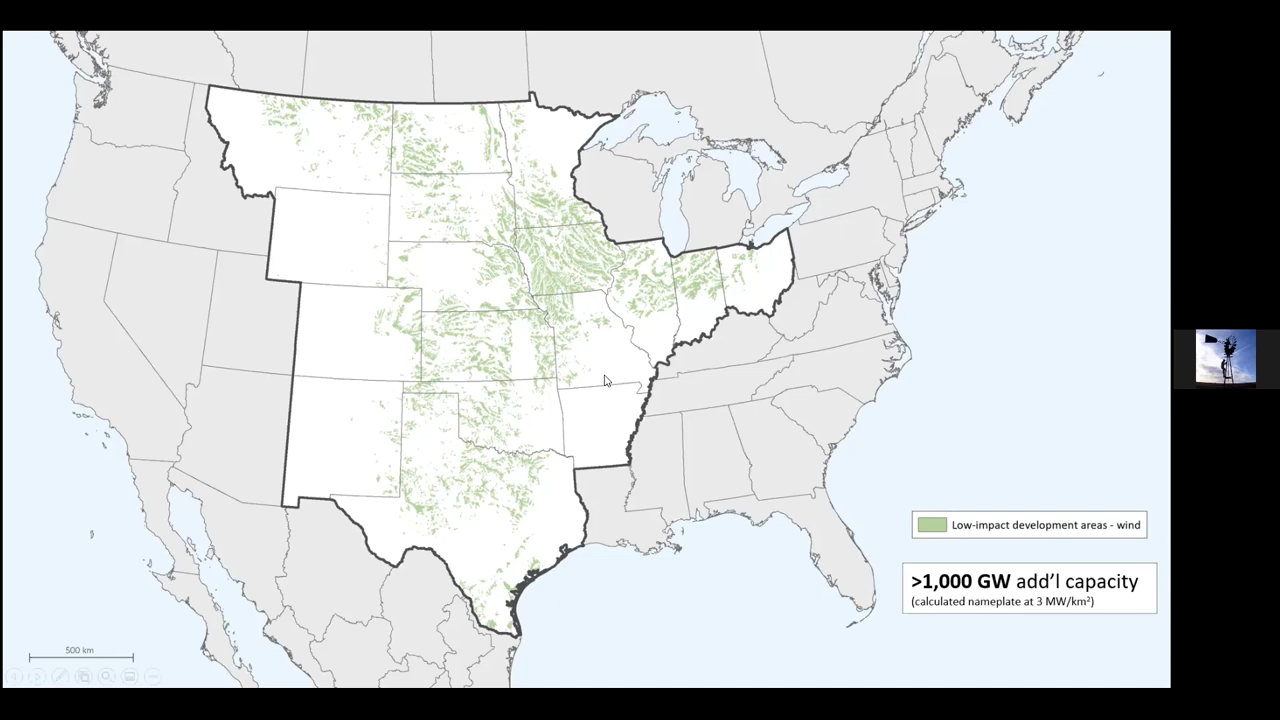 Low-impact development areas - wind
>1,000 GW add'l capacity
(calculated nameplate at 3 MW/km²)
500 km